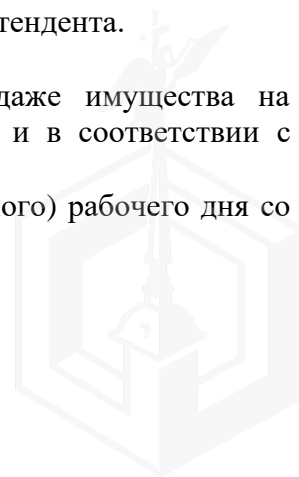 тендента.
даже имущества на
и в соответствии с
ого) рабочего дня со